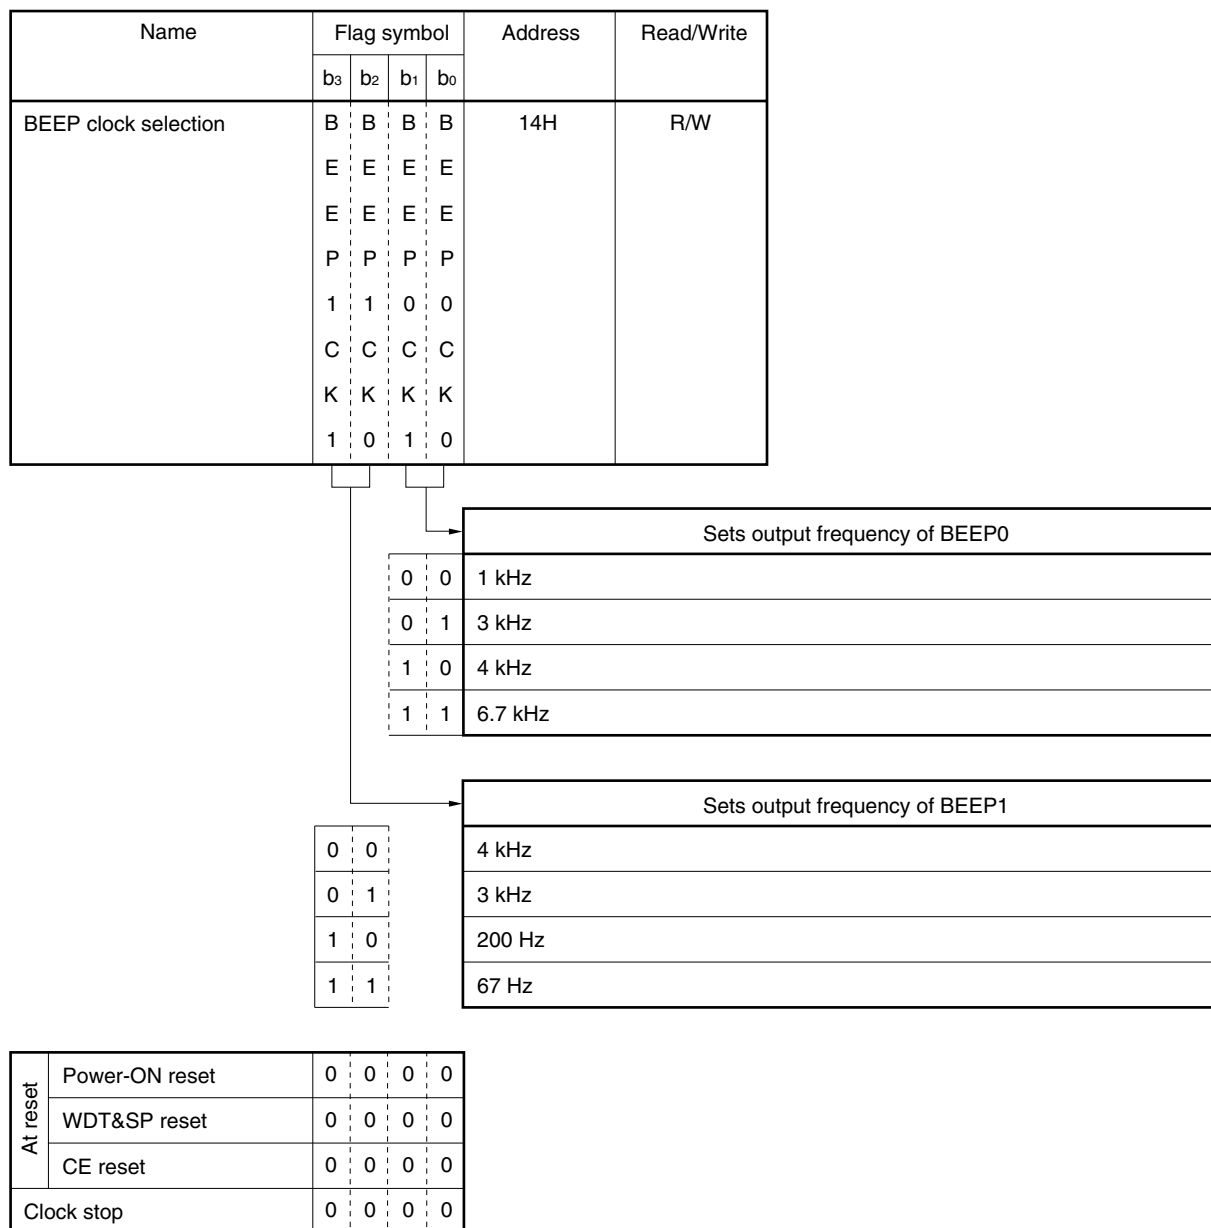 Name Flag symbol Address Read/Write
b3 b2 b1 b0
BEEP clock selection B B B B 14H R/W
E E E E
E E E E
P P P P
1 1 0 0
C C C C
K K K K
1 0 1 0
Sets output frequency of BEEP0
0 0 1 kHz
0 1 3 kHz
1 0 4 kHz
1 1 6.7 kHz
Sets output frequency of BEEP1
0 0 4 kHz
0 1 3 kHz
1 0 200 Hz
1 1 67 Hz
At reset
Power-ON reset 0 0 0 0
WDT&SP reset 0 0 0 0
CE reset 0 0 0 0
Clock stop 0 0 0 0